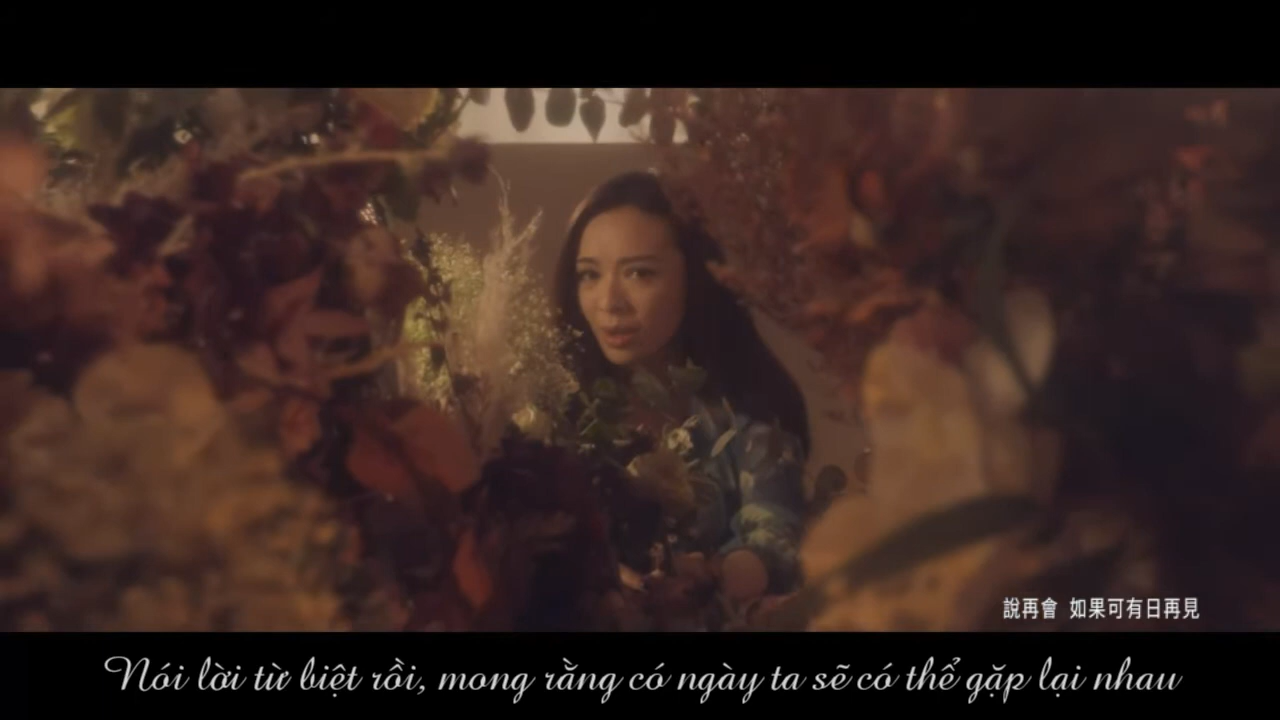 說再會 如果可有日再見
Nói lời từ biệt rồi, mong rằng có ngày ta sẽ có thể gặp lại nhau